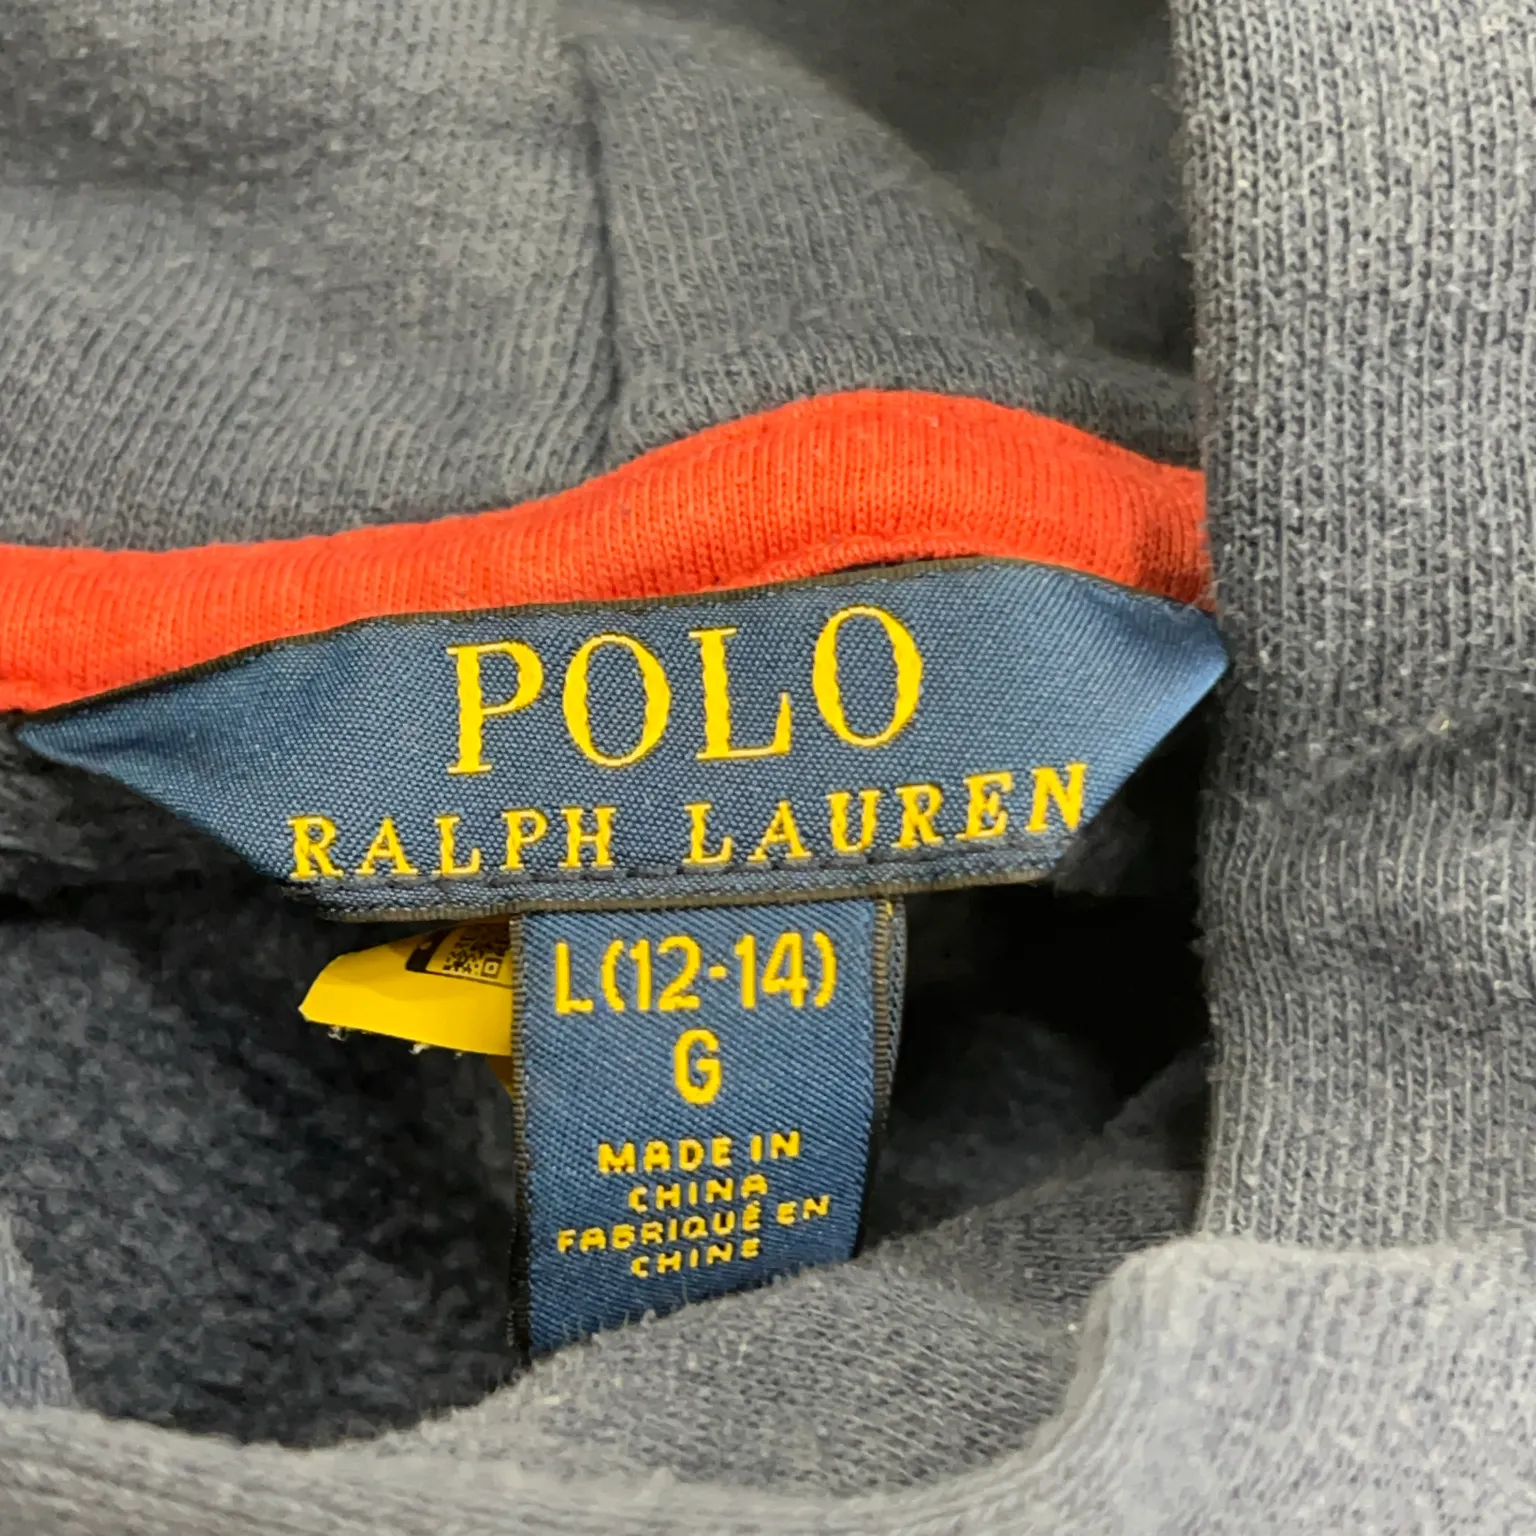 POLO
RALPH LAUREN
L(12-14)
G
MADE IN
CHINA
FABRIQUÉ EN
CHINE